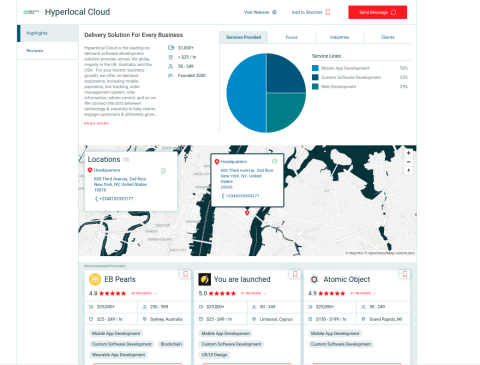 Hyperlocal Cloud
Visit Website
Add to Shortlist
Send Message
Highlights
Reviews
Delivery Solution For Every Business
Hyperlocal Cloud is the leading on-
demand software development
solution provider across the globe,
majorly in the UK, Australia, and the
USA. For your holistic business
growth, we offer on-demand
assistance, including mobile
payments, live tracking, order
management system, rider
information, admin control, and so on.
We connect the dots between
technology & creativity to help clients
engage customers & ultimately grow...
READ MORE...
$1,000+
< $25 / hr
50 - 249
Founded 2020
Services Provided
Focus
Industries
Clients
Service Lines
Mobile App Development 50%
Custom Software Development 25%
Web Development 25%
Locations
Headquarters
600 Third Avenue, 2nd floor
New York, NY, United States
10016
+2348153353177
Headquarters
600 Third Avenue, 2nd floor
New York, NY, United
States
10016
+2348153353177
© Mapbox © OpenStreetMap
Recommended Providers
EB Pearls
4.8
$25,000+
250 - 999
$25 - $49 / hr
Sydney, Australia
Mobile App Development
Custom Software Development
Blockchain
Wearable App Development
You are launched
5.0
$25,000+
50 - 249
$25 - $49 / hr
Limassol, Cyprus
Mobile App Development
Custom Software Development
UX/UI Design
Atomic Object
4.9
$25,000+
50 - 249
$150 - $199 / hr
Grand Rapids, MI
Mobile App Development
Custom Software Development